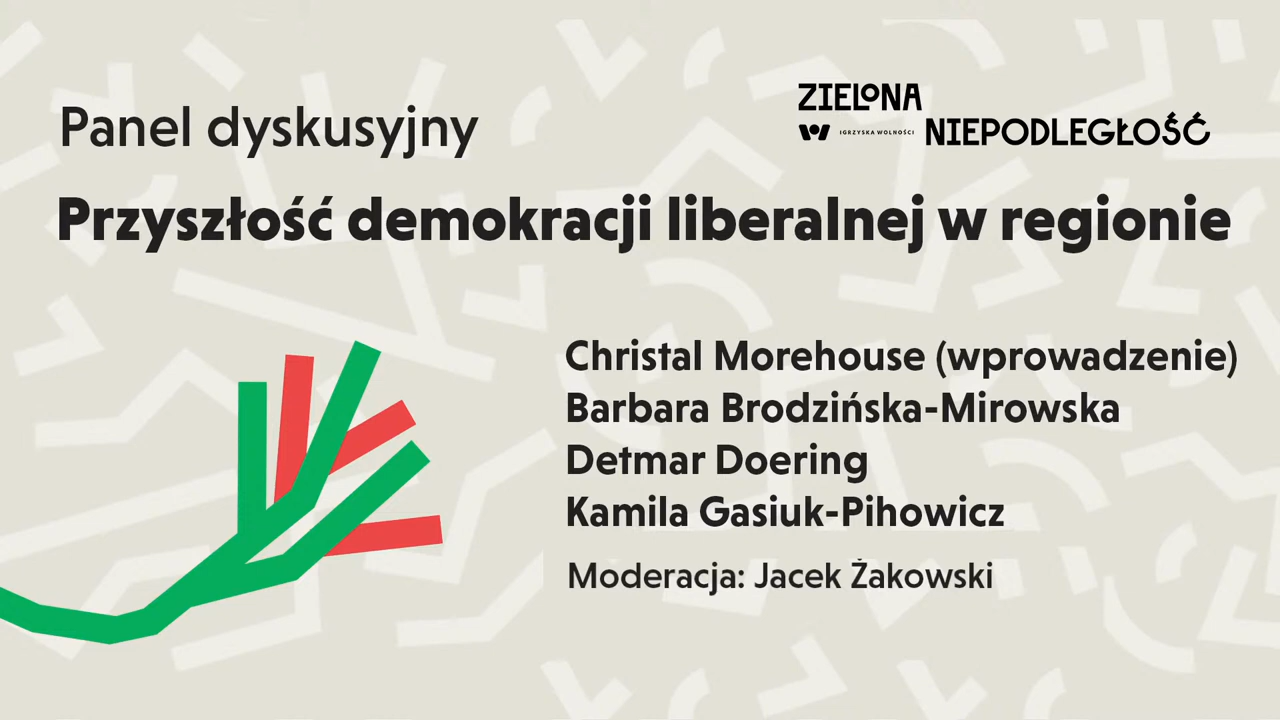 Panel dyskusyjny
ZIELONA
IGRZYSKA WOLNOŚCI
NIEPODLEGŁOŚĆ
Przyszłość demokracji liberalnej w regionie
Christal Morehouse (wprowadzenie)
Barbara Brodzińska-Mirowska
Detmar Doering
Kamila Gasiuk-Pihowicz
Moderacja: Jacek Żakowski